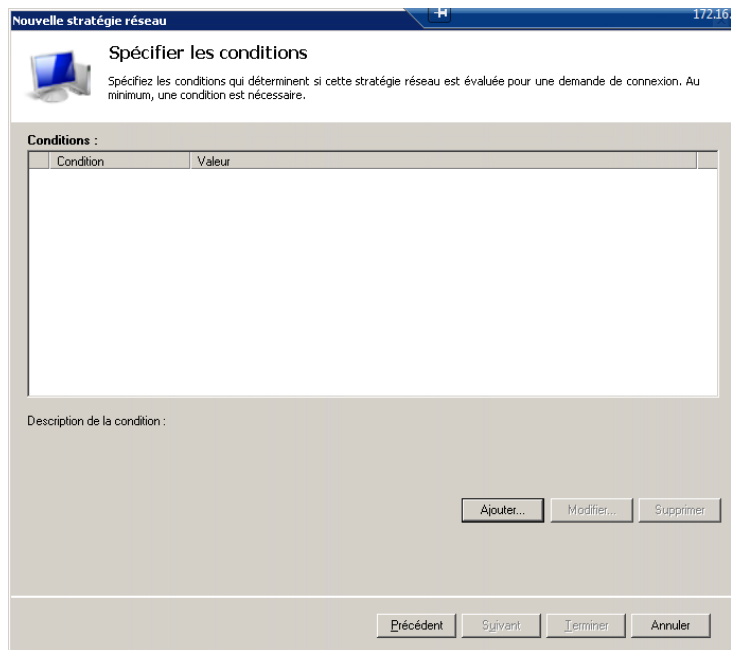 Nouvelle stratégie réseau
172.16.
Spécifier les conditions
Spécifiez les conditions qui déterminent si cette stratégie réseau est évaluée pour une demande de connexion. Au
minimum, une condition est nécessaire.
Conditions :
Condition Valeur
Description de la condition :
Ajouter... Modifier... Supprimer
Précédent Suivant Terminer Annuler